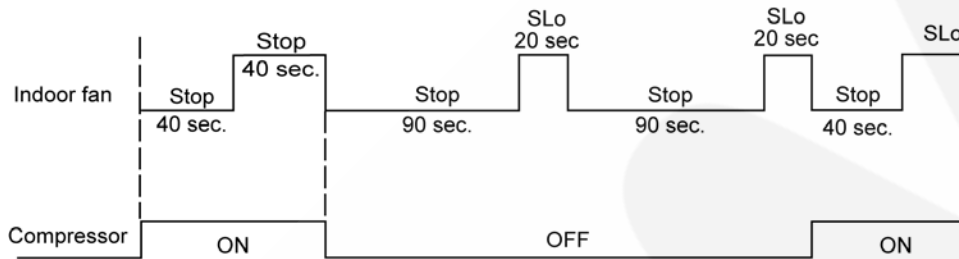 SLo
20 sec
SLo
20 sec
SLo
Stop
40 sec.
Indoor fan
Stop
40 sec.
Stop
90 sec.
Stop
90 sec.
Stop
40 sec.
Compressor
ON
OFF
ON